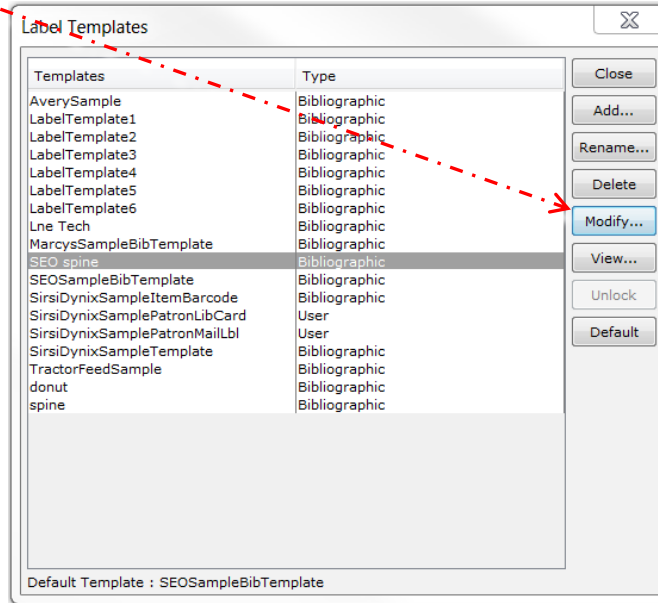 Label Templates
Templates Type
AverySample Bibliographic
LabelTemplate1 Bibliographic
LabelTemplate2 Bibliographic
LabelTemplate3 Bibliographic
LabelTemplate4 Bibliographic
LabelTemplate5 Bibliographic
LabelTemplate6 Bibliographic
Lne Tech Bibliographic
MarcysSampleBibTemplate Bibliographic
SEO spine Bibliographic
SEOSampleBibTemplate Bibliographic
SirsiDynixSampleItemBarcode Bibliographic
SirsiDynixSamplePatronLibCard User
SirsiDynixSamplePatronMailLbl User
SirsiDynixSampleTemplate Bibliographic
TractorFeedSample Bibliographic
donut Bibliographic
spine Bibliographic
Close
Add...
Rename...
Delete
Modify...
View...
Unlock
Default
Default Template : SEOSampleBibTemplate